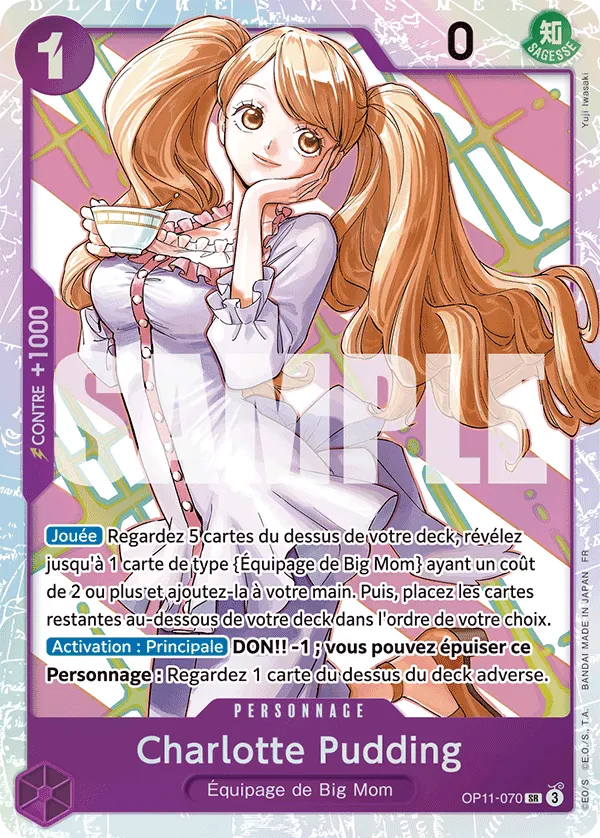 1
0
知
SAGESSE
Yuji Iwasaki
CONTRE +1000
SAMPLE
Jouée Regardez 5 cartes du dessus de votre deck, révélez
jusqu'à 1 carte de type {Équipage de Big Mom} ayant un coût
de 2 ou plus et ajoutez-la à votre main. Puis, placez les cartes
restantes au-dessous de votre deck dans l'ordre de votre choix.
Activation : Principale DON!! -1 ; vous pouvez épuiser ce
Personnage : Regardez 1 carte du dessus du deck adverse.
BANDAI MADE IN JAPAN FR
©E.O./S, T.A.
©EO/S
PERSONNAGE
Charlotte Pudding
Équipage de Big Mom
OP11-070 SR 3